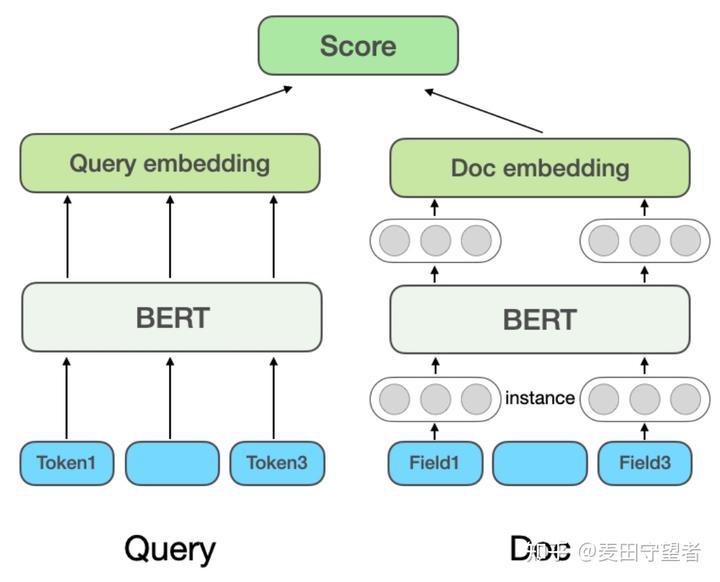 Score
Query embedding
Doc embedding
BERT
BERT
instance
Token1
Token3
Field1
Field3
Query
Doc
知乎 @麦田守望者